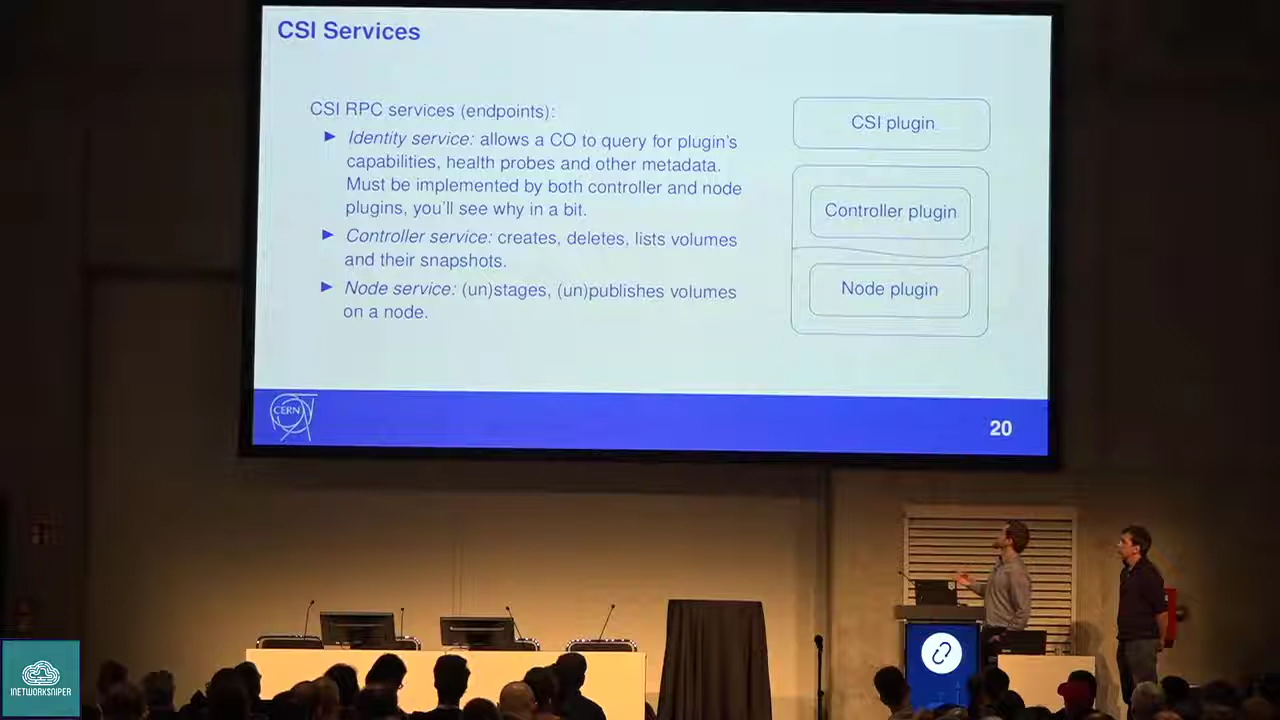 CSI Services
CSI RPC services (endpoints):
Identity service: allows a CO to query for plugin's
capabilities, health probes and other metadata.
Must be implemented by both controller and node
plugins, you'll see why in a bit.
Controller service: creates, deletes, lists volumes
and their snapshots.
Node service: (un)stages, (un)publishes volumes
on a node.
CSI plugin
Controller plugin
Node plugin
CERN
20
INETWORKSNIPER